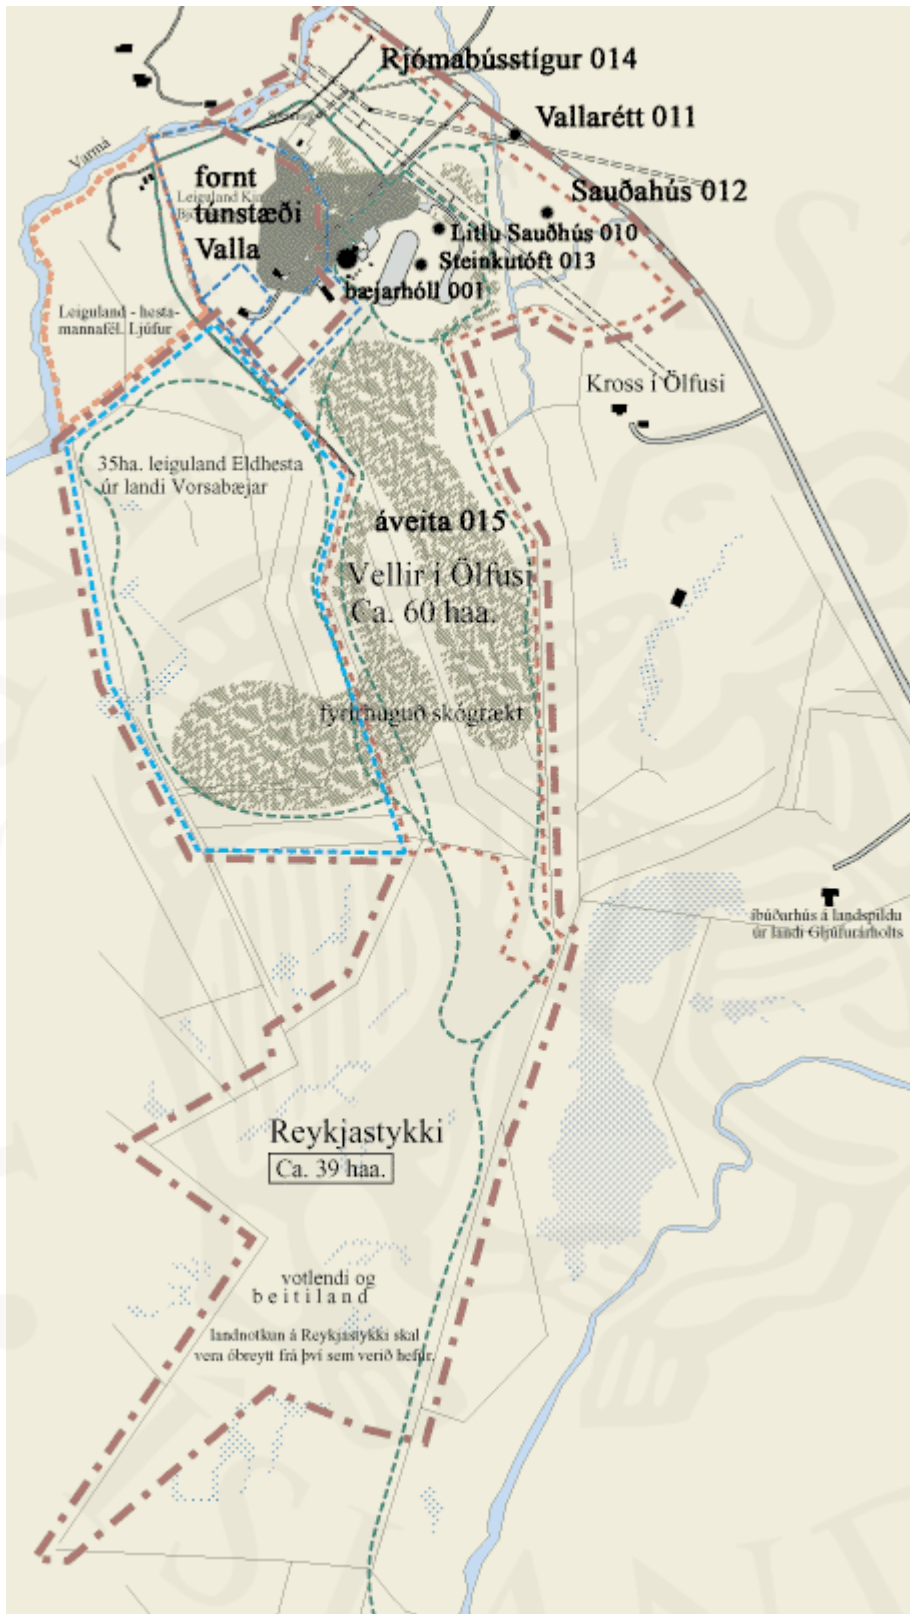 Rjómabússtígur 014
Vallarétt 011
Varmá
fornt
túnstæði
Valla
Sauðahús 012
Leiguland
Litlu Sauðhús 010
Steinkutóft 013
bæjarhóll 001
Leiguland - hesta-
mannafél. Ljúfur
Kross í Ölfusi
35ha. leiguland Eldhesta
úr landi Vorsabæjar
áveita 015
Vellir í Ölfusi
Ca. 60 haa.
fyrirhuguð skógrækt
íbúðarhús á landspildu
úr landi Gljúfurárholts
Reykjastykki
Ca. 39 haa.
votlendi og
beitiland
landnotkun á Reykjastykki skal
vera óbreytt frá því sem verið hefur.